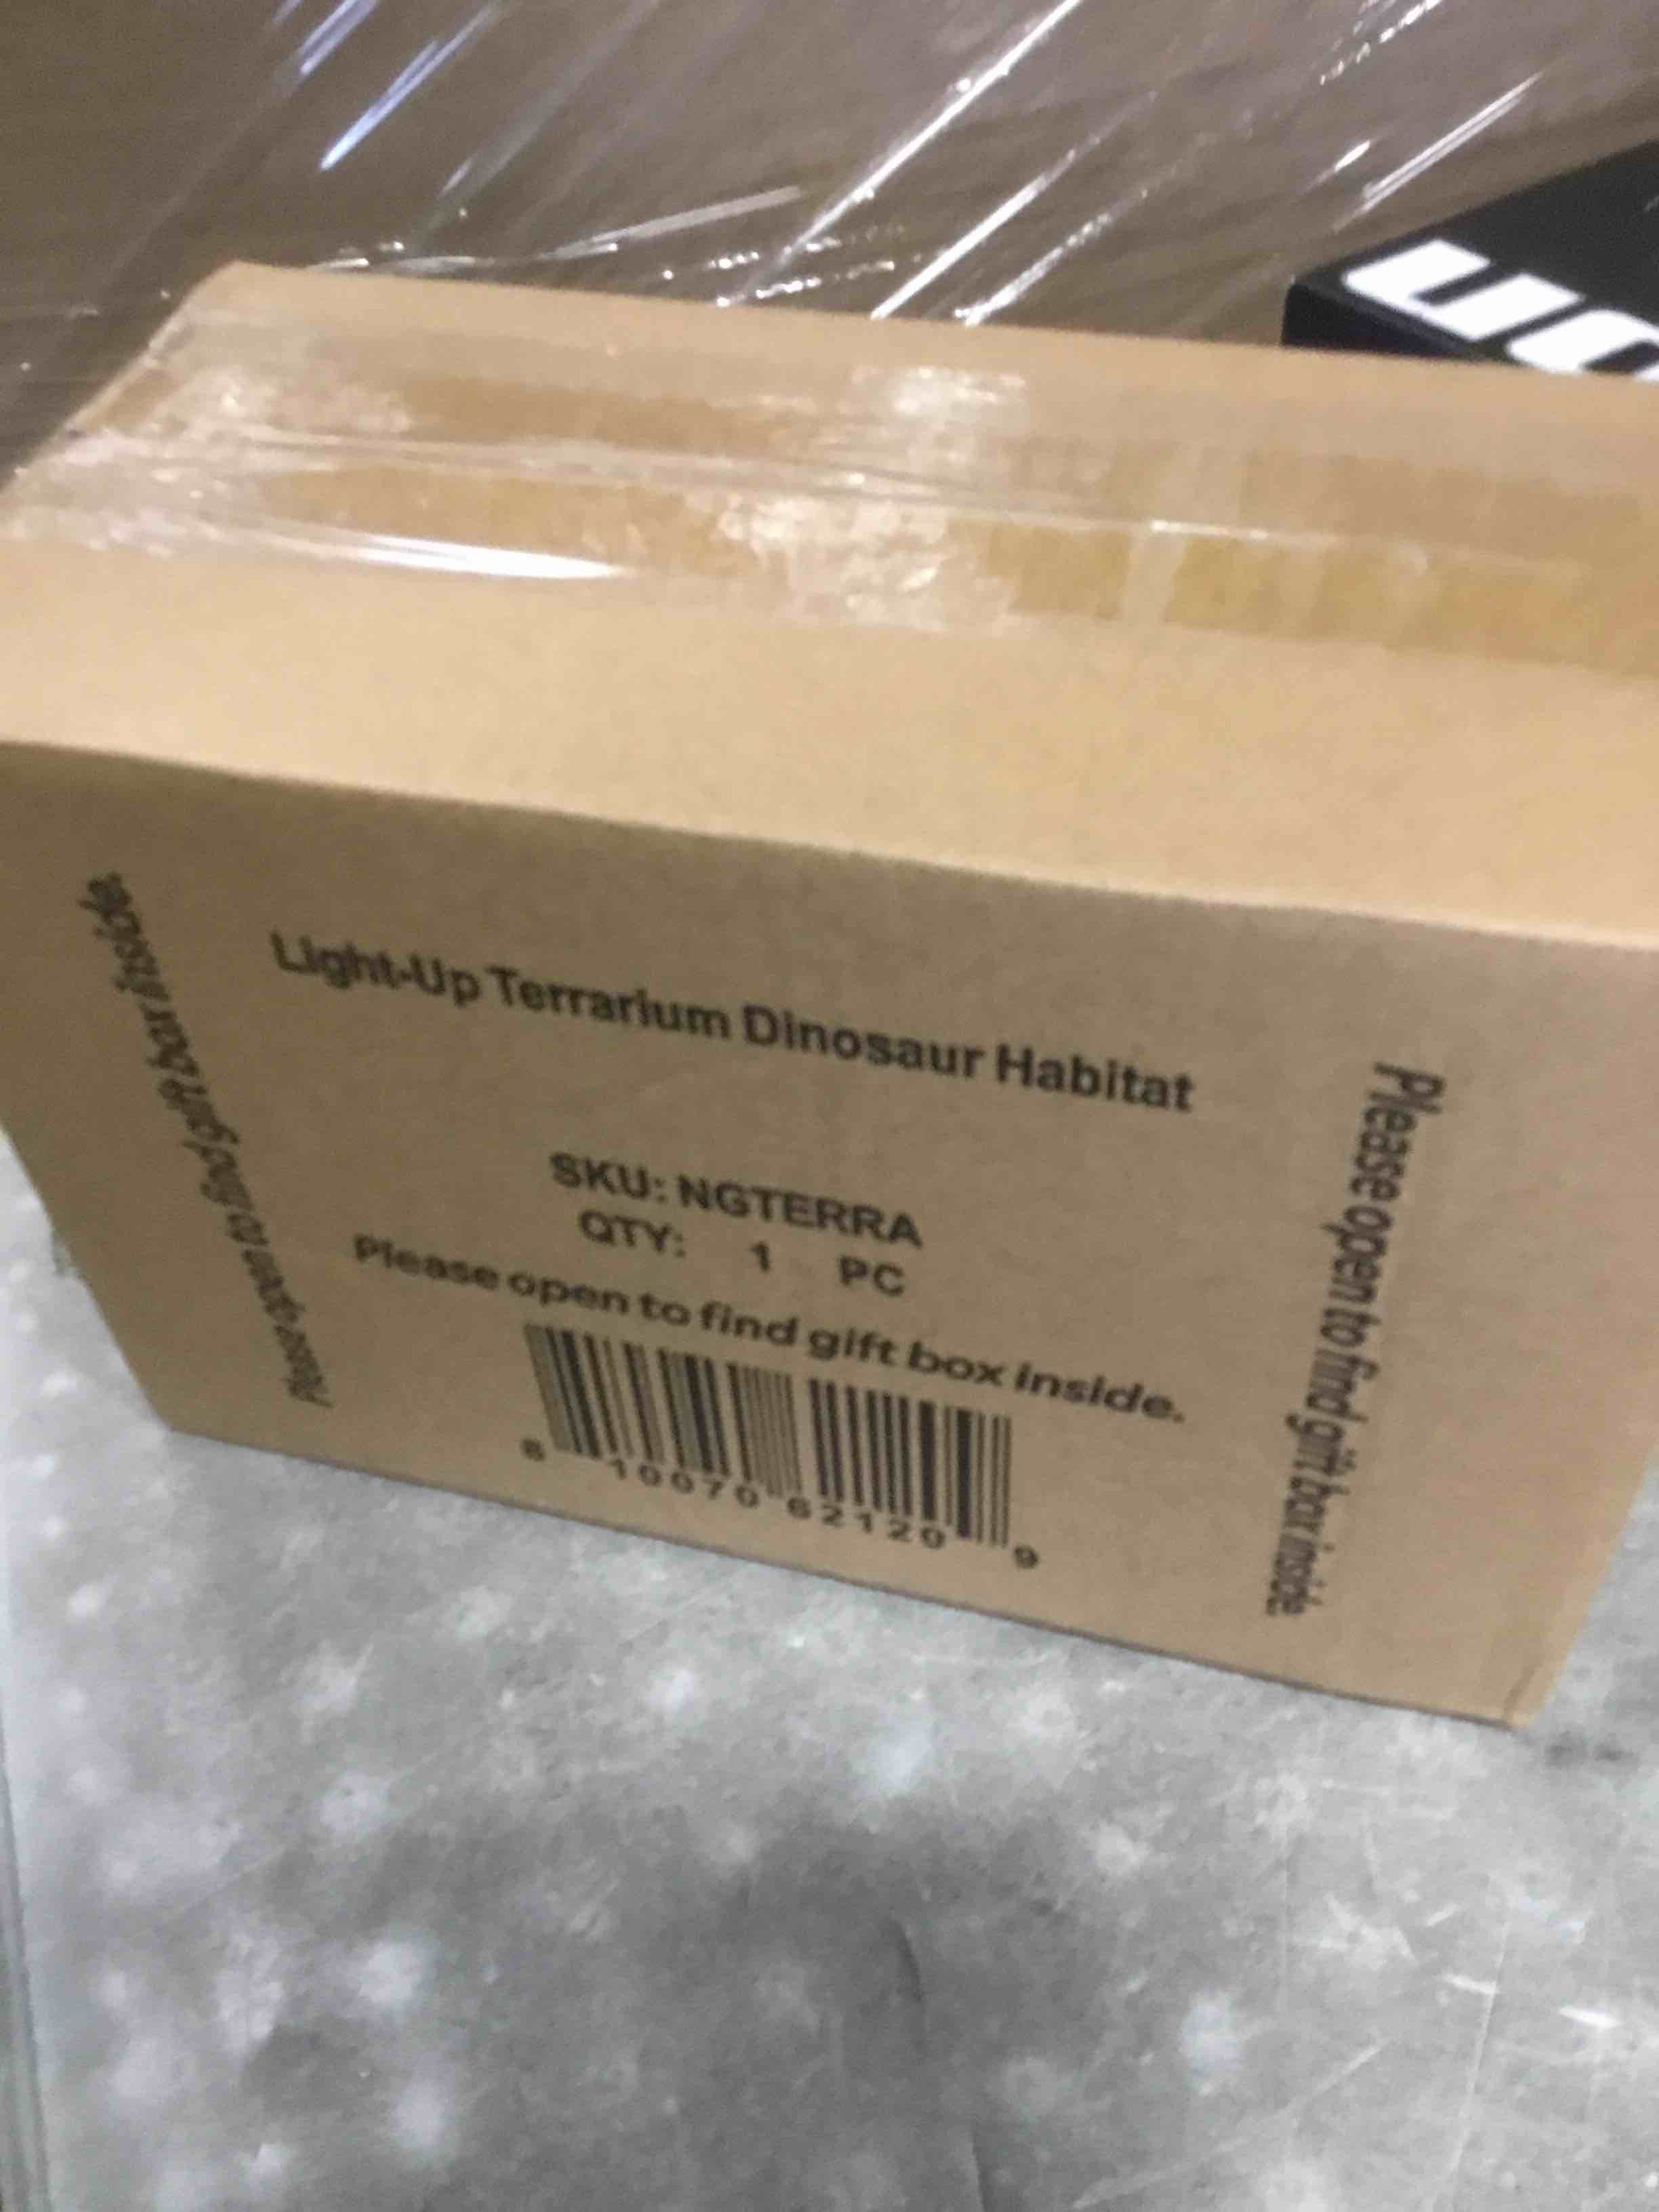 Light-Up Terrarium Dinosaur Habitat
SKU: NGTERRA
QTY: 1 PC
Please open to find gift box inside.
8 10070 62120 9
Please open to find gift box inside.
Please open to find gift box inside.